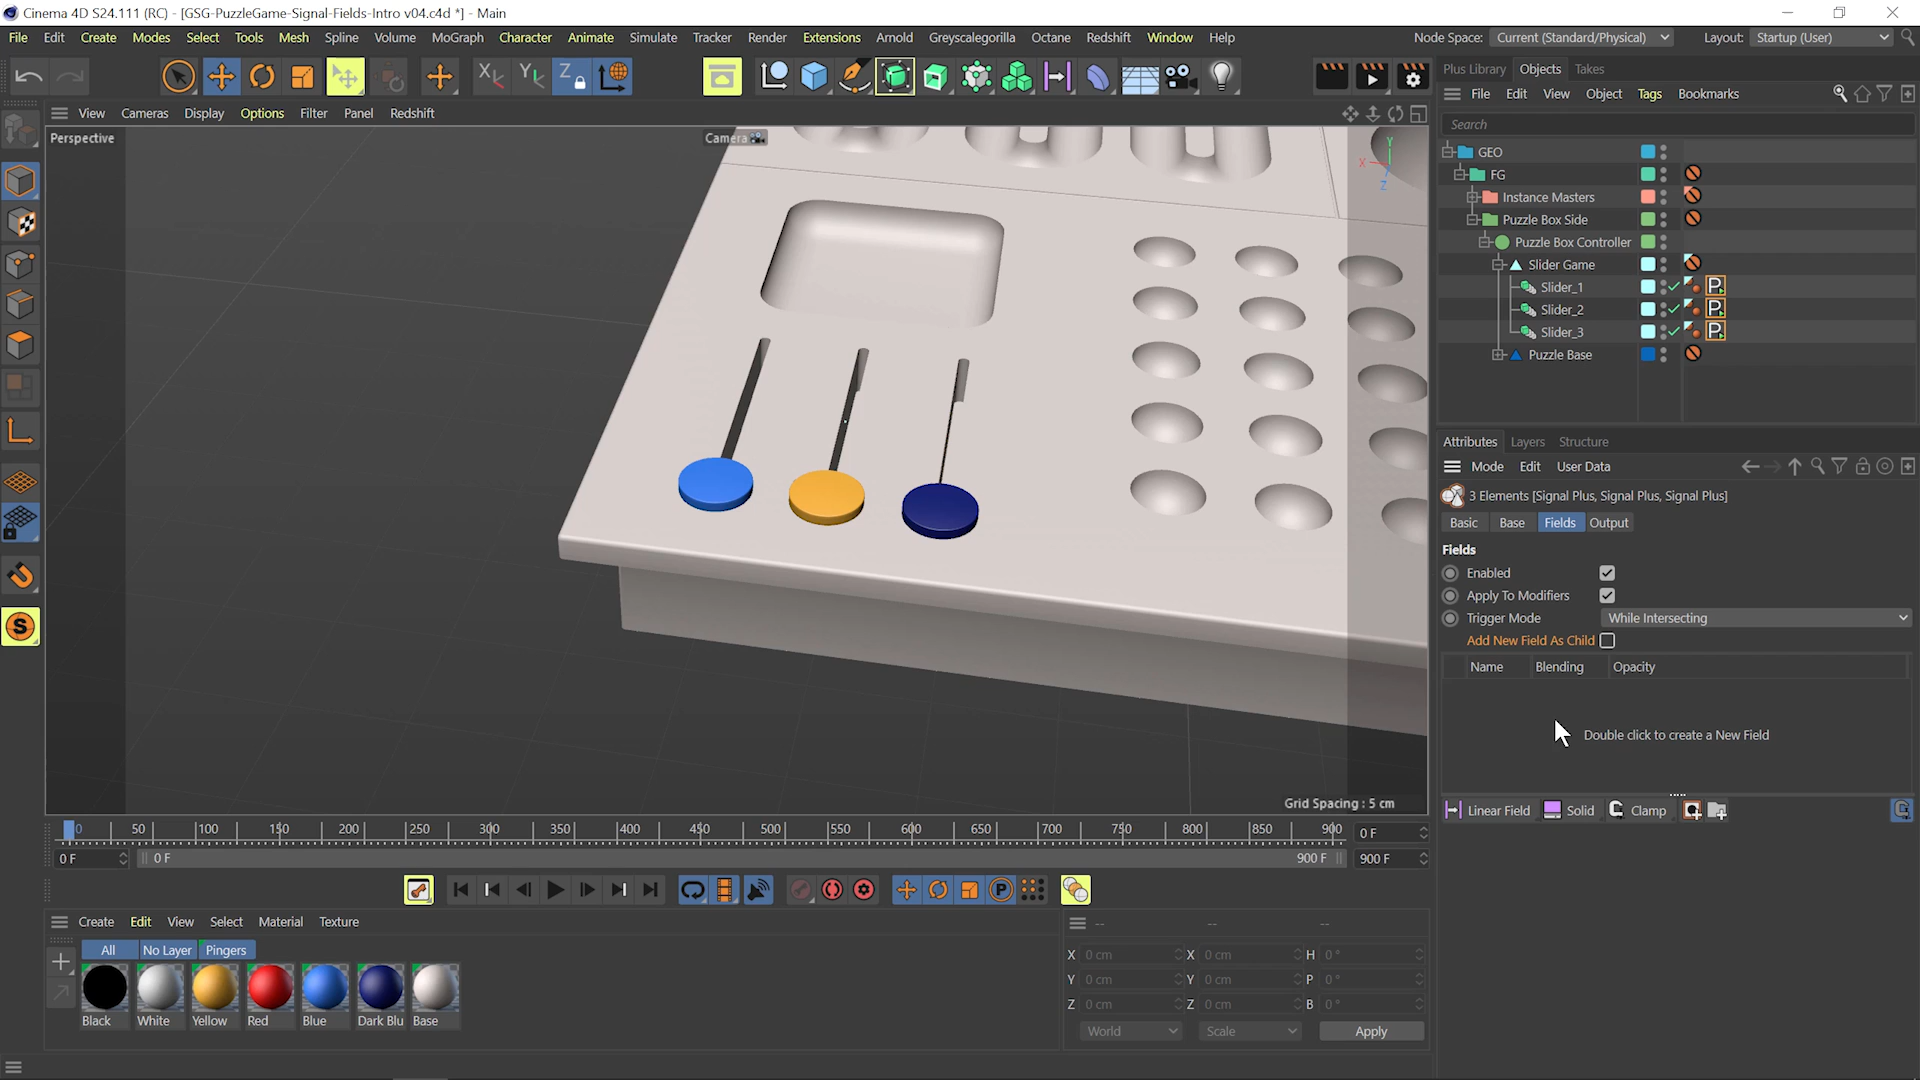 Cinema 4D S24.111 (RC) - [GSG-PuzzleGame-Signal-Fields-Intro v04.c4d *] - Main
File Edit Create Modes Select Tools Mesh Spline Volume MoGraph Character Animate Simulate Tracker Render Extensions Arnold Greyscalegorilla Octane Redshift Window Help
Node Space: Current (Standard/Physical) Layout: Startup (User)
Plus Library Objects Takes
File Edit View Object Tags Bookmarks
View Cameras Display Options Filter Panel Redshift
Search
Perspective
Camera
GEO
FG
Instance Masters
Puzzle Box Side
Puzzle Box Controller
Slider Game
Slider_1
Slider_2
Slider_3
Puzzle Base
Y
X
Z
Attributes Layers Structure
Mode Edit User Data
3 Elements [Signal Plus, Signal Plus, Signal Plus]
Basic Base Fields Output
Fields
Enabled
Apply To Modifiers
Trigger Mode While Intersecting
Add New Field As Child
Name Blending Opacity
Double click to create a New Field
Linear Field Solid Clamp
Grid Spacing : 5 cm
0 50 100 150 200 250 300 350 400 450 500 550 600 650 700 750 800 850 900 0 F
0 F 0 F 900 F 900 F
Create Edit View Select Material Texture
All No Layer Pingers
Black White Yellow Red Blue Dark Blu Base
-- -- --
X 0 cm X 0 cm H 0 °
Y 0 cm Y 0 cm P 0 °
Z 0 cm Z 0 cm B 0 °
World Scale Apply